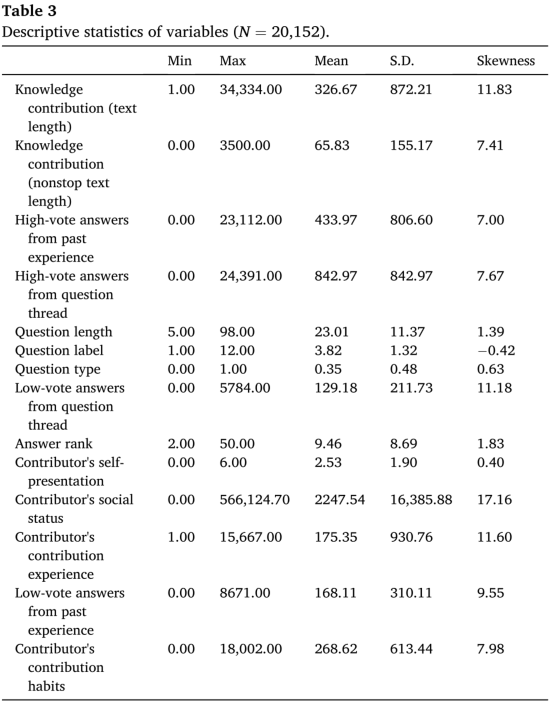 Table 3
Descriptive statistics of variables (N = 20,152).
Min Max Mean S.D. Skewness
Knowledge 1.00 34,334.00 326.67 872.21 11.83
contribution (text
length)
Knowledge 0.00 3500.00 65.83 155.17 7.41
contribution
(nonstop text
length)
High-vote answers 0.00 23,112.00 433.97 806.60 7.00
from past
experience
High-vote answers 0.00 24,391.00 842.97 842.97 7.67
from question
thread
Question length 5.00 98.00 23.01 11.37 1.39
Question label 1.00 12.00 3.82 1.32 −0.42
Question type 0.00 1.00 0.35 0.48 0.63
Low-vote answers 0.00 5784.00 129.18 211.73 11.18
from question
thread
Answer rank 2.00 50.00 9.46 8.69 1.83
Contributor's self- 0.00 6.00 2.53 1.90 0.40
presentation
Contributor's social 0.00 566,124.70 2247.54 16,385.88 17.16
status
Contributor's 1.00 15,667.00 175.35 930.76 11.60
contribution
experience
Low-vote answers 0.00 8671.00 168.11 310.11 9.55
from past
experience
Contributor's 0.00 18,002.00 268.62 613.44 7.98
contribution
habits